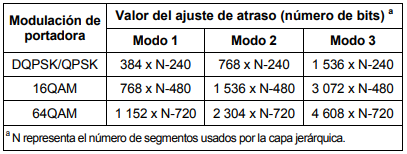 Modulación de portadora
Valor del ajuste de atraso (número de bits) a
Modo 1 Modo 2 Modo 3
DQPSK/QPSK 384 x N-240 768 x N-240 1 536 x N-240
16QAM 768 x N-480 1 536 x N-480 3 072 x N-480
64QAM 1 152 x N-720 2 304 x N-720 4 608 x N-720
a N representa el número de segmentos usados por la capa jerárquica.